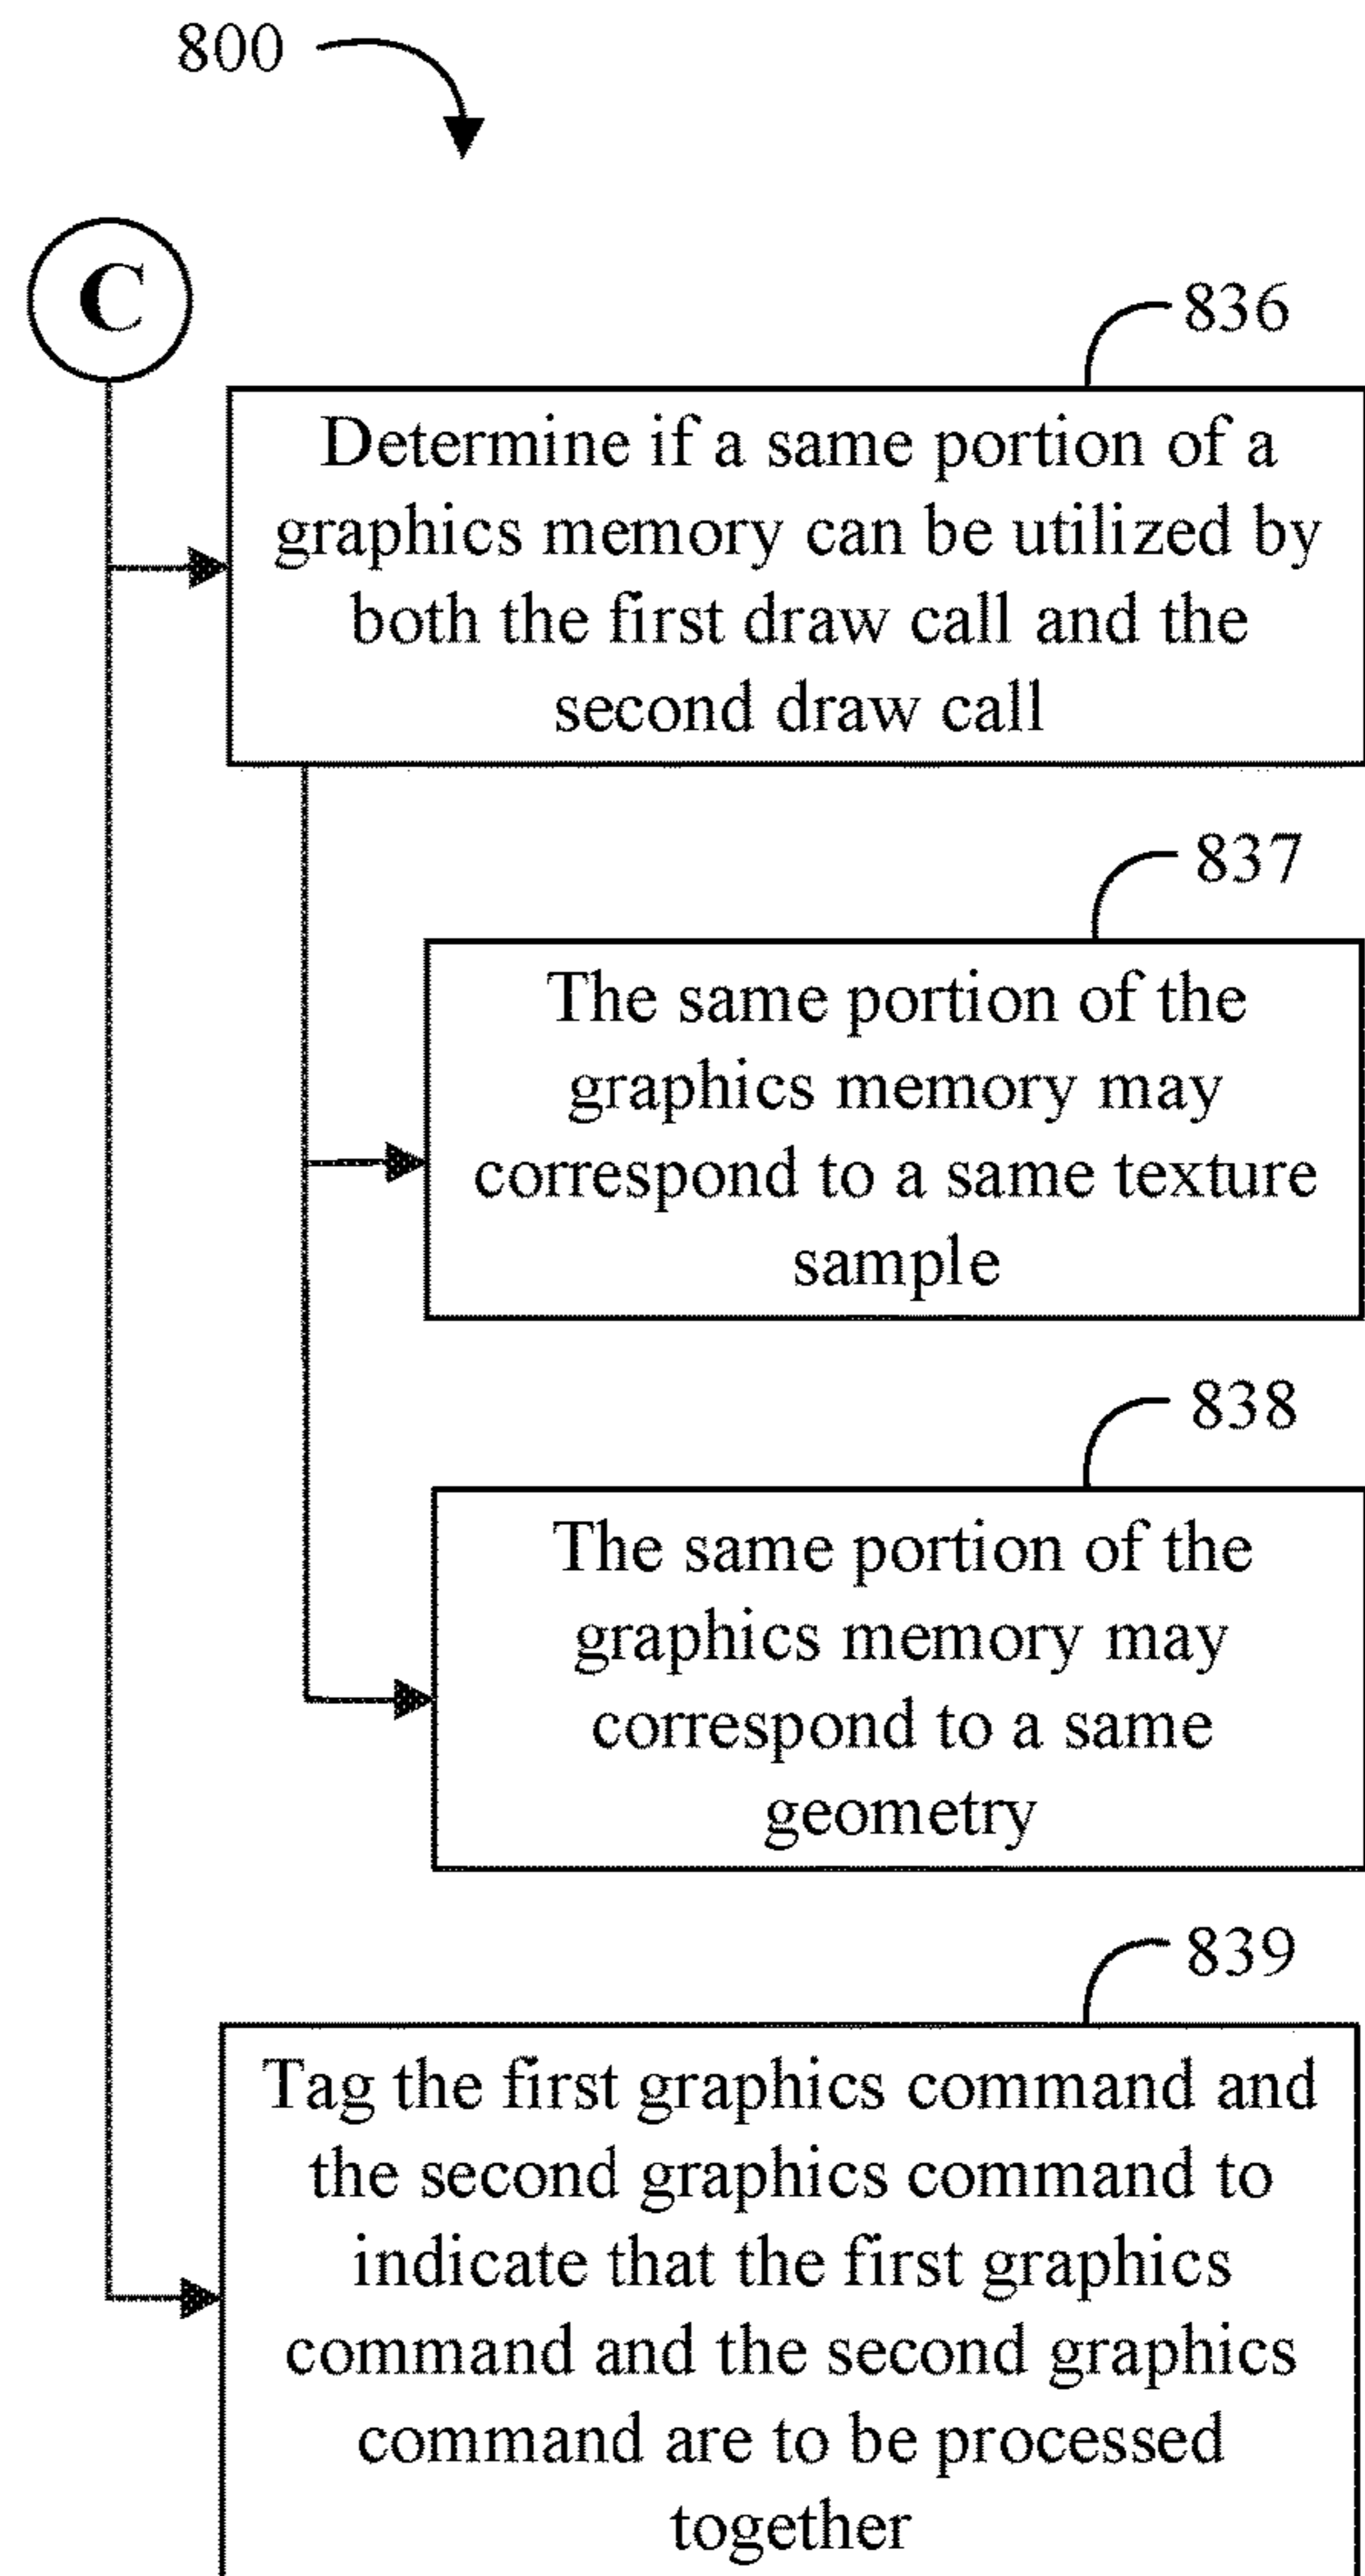 800
C
836
Determine if a same portion of a
graphics memory can be utilized by
both the first draw call and the
second draw call
837
The same portion of the
graphics memory may
correspond to a same texture
sample
838
The same portion of the
graphics memory may
correspond to a same
geometry
839
Tag the first graphics command and
the second graphics command to
indicate that the first graphics
command and the second graphics
command are to be processed
together